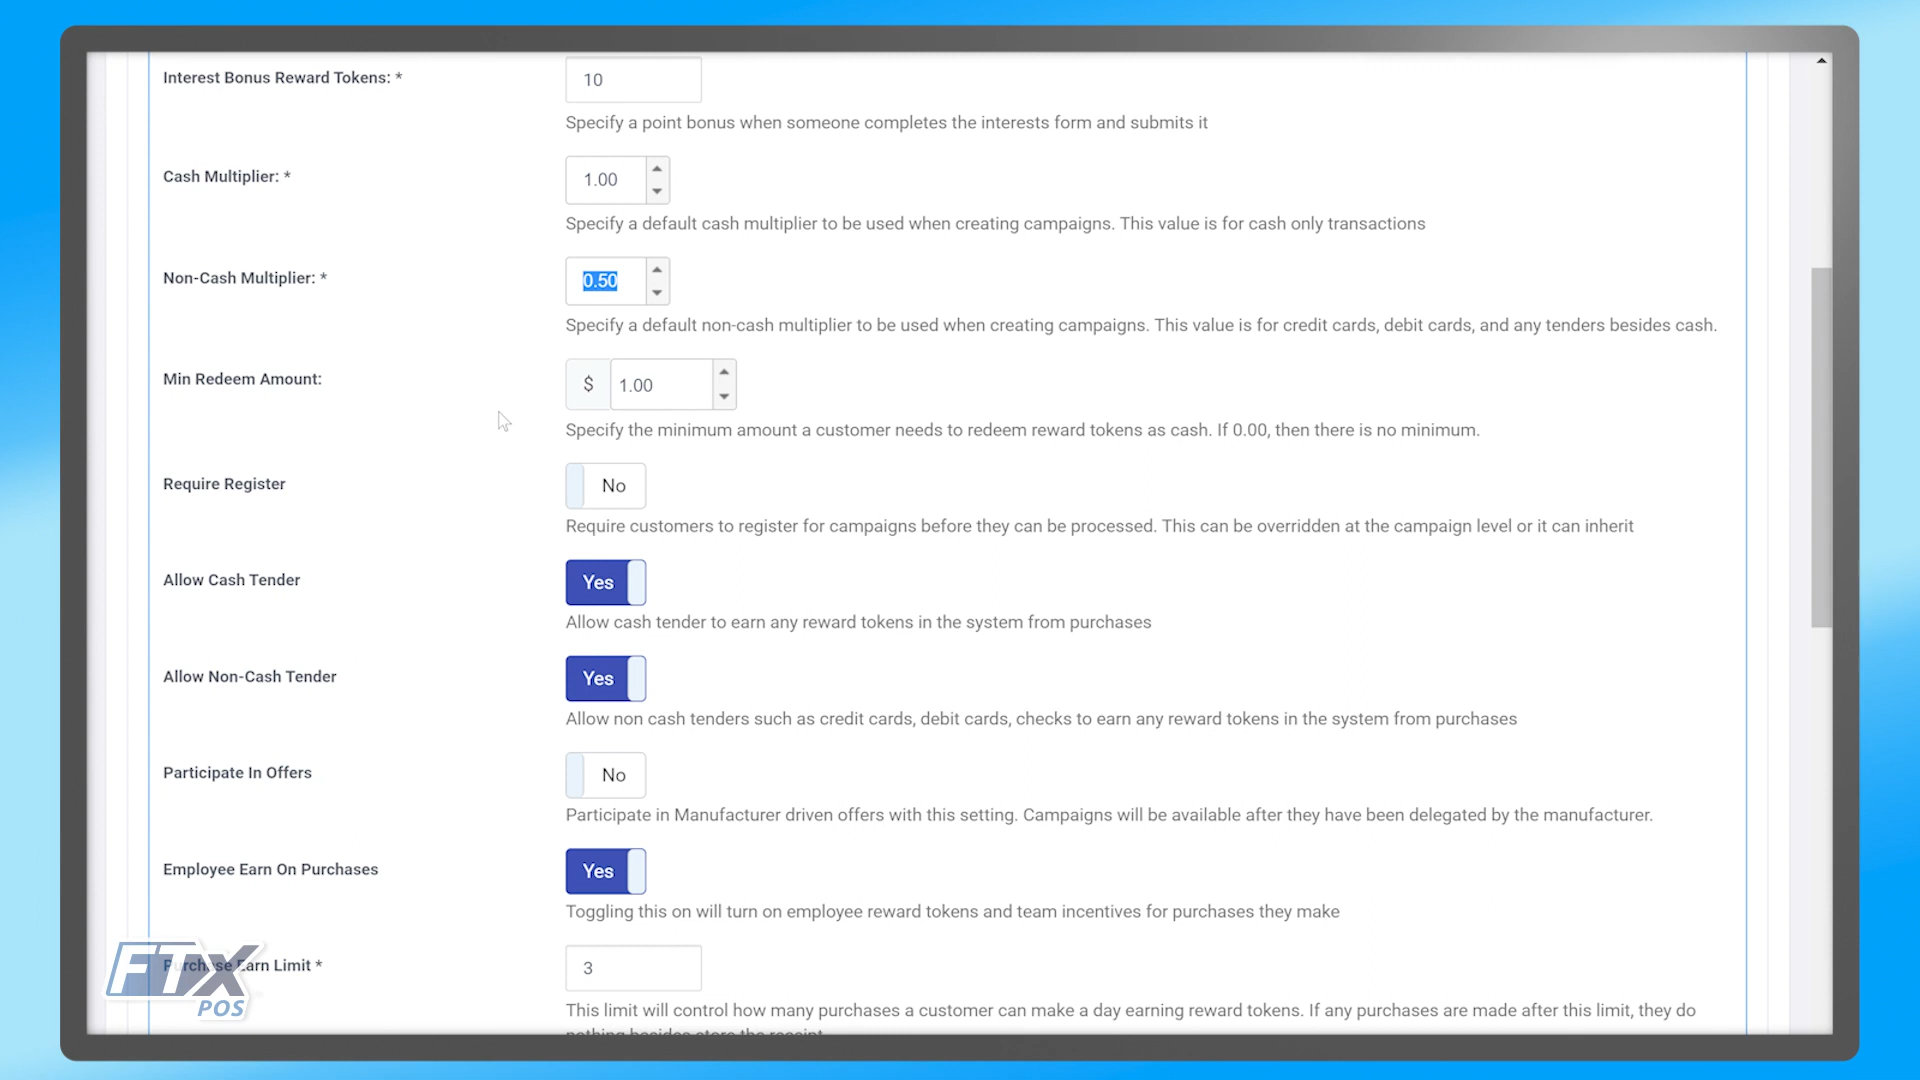 Interest Bonus Reward Tokens: *
10
Specify a point bonus when someone completes the interests form and submits it
Cash Multiplier: *
1.00
Specify a default cash multiplier to be used when creating campaigns. This value is for cash only transactions
Non-Cash Multiplier: *
0.50
Specify a default non-cash multiplier to be used when creating campaigns. This value is for credit cards, debit cards, and any tenders besides cash.
Min Redeem Amount:
$ 1.00
Specify the minimum amount a customer needs to redeem reward tokens as cash. If 0.00, then there is no minimum.
Require Register
No
Require customers to register for campaigns before they can be processed. This can be overridden at the campaign level or it can inherit
Allow Cash Tender
Yes
Allow cash tender to earn any reward tokens in the system from purchases
Allow Non-Cash Tender
Yes
Allow non cash tenders such as credit cards, debit cards, checks to earn any reward tokens in the system from purchases
Participate In Offers
No
Participate in Manufacturer driven offers with this setting. Campaigns will be available after they have been delegated by the manufacturer.
Employee Earn On Purchases
Yes
Toggling this on will turn on employee reward tokens and team incentives for purchases they make
Purchase Earn Limit *
3
This limit will control how many purchases a customer can make a day earning reward tokens. If any purchases are made after this limit, they do
nothing besides store the receipt
FTX
POS